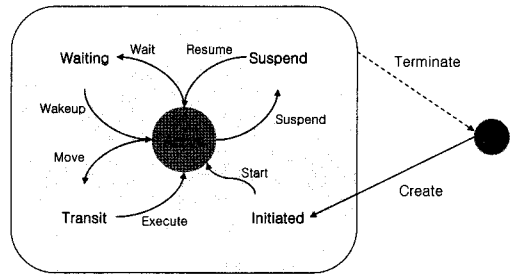 Wait
Resume
Waiting
Suspend
Terminate
Wakeup
Suspend
Move
Start
Create
Transit
Execute
Initiated